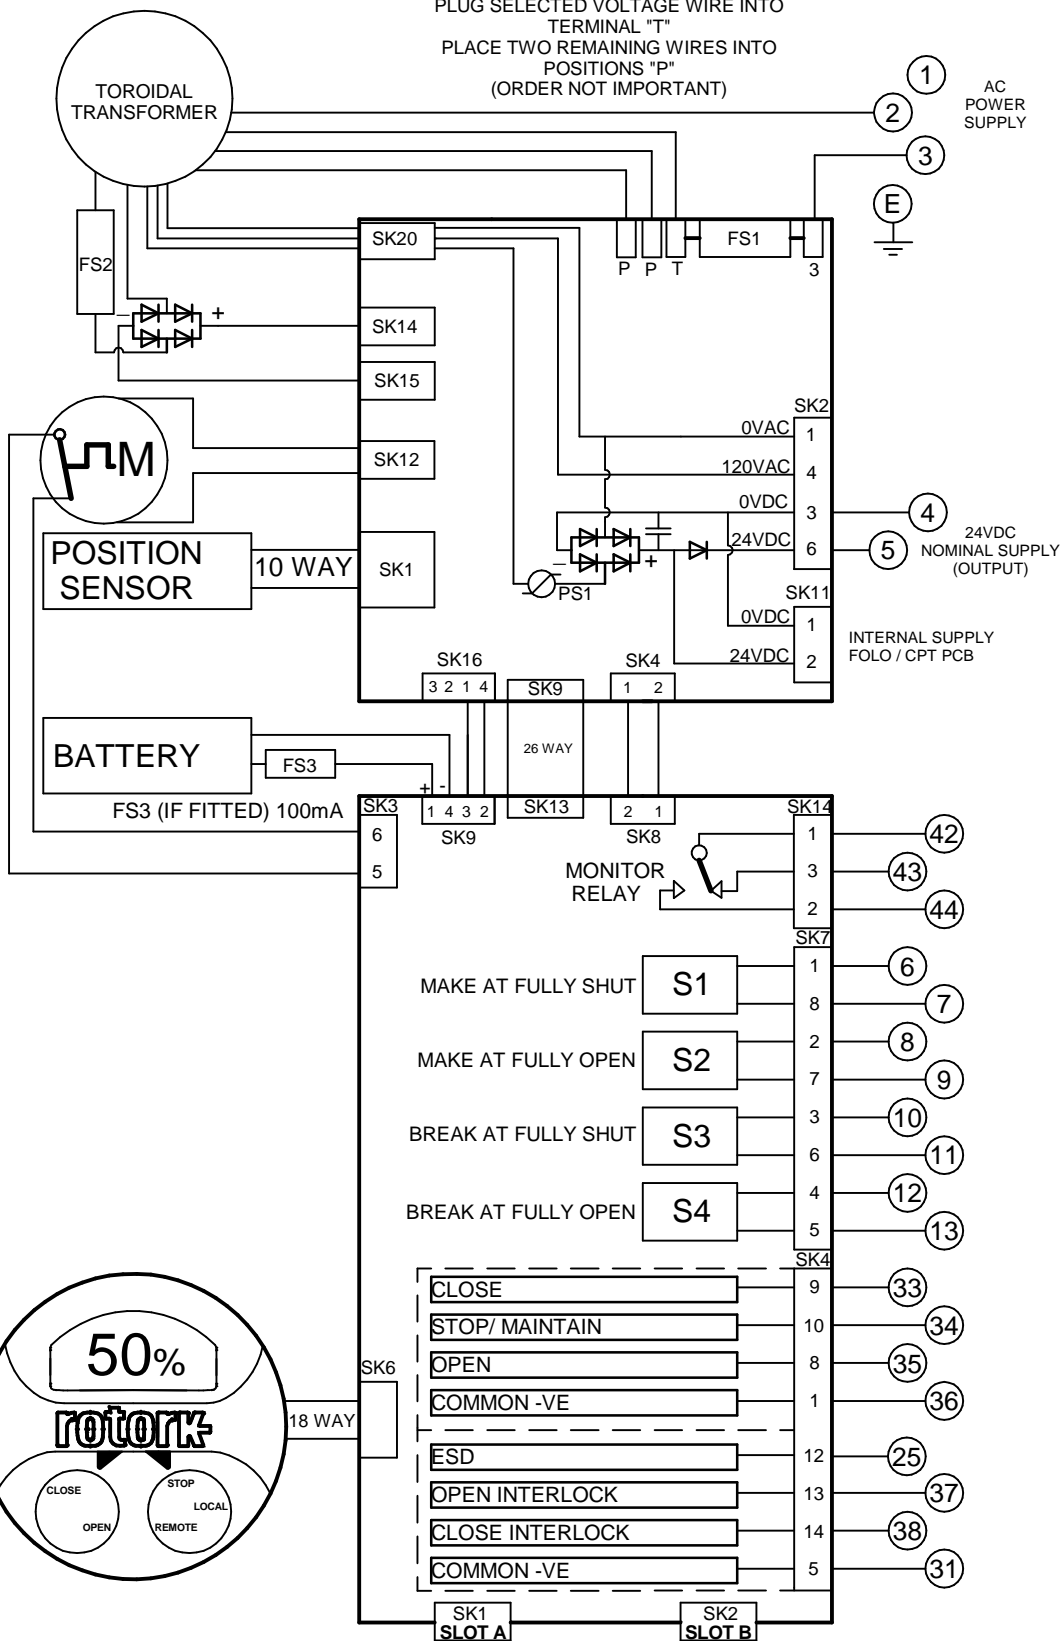 PLUG SELECTED VOLTAGE WIRE INTO
TERMINAL "T"
PLACE TWO REMAINING WIRES INTO
POSITIONS "P"
(ORDER NOT IMPORTANT)
TOROIDAL
TRANSFORMER
1
2
3
E
AC
POWER
SUPPLY
FS2
SK20
P P T
FS1
3
SK14
SK15
SK12
SK1
- +
M
POSITION
SENSOR
10 WAY
SK2
0VAC 1
120VAC 4
0VDC 3
24VDC 6
4
5
24VDC
NOMINAL SUPPLY
(OUTPUT)
- +
PS1
SK11
0VDC 1
24VDC 2
INTERNAL SUPPLY
FOLO / CPT PCB
SK16
3 2 1 4
SK9
SK4
1 2
BATTERY
FS3
26 WAY
FS3 (IF FITTED) 100mA
+ -
SK3
6
5
1 4 3 2
SK9
SK13
2 1
SK8
SK14
1 42
3 43
2 44
MONITOR
RELAY
SK7
MAKE AT FULLY SHUT S1
1 6
8 7
MAKE AT FULLY OPEN S2
2 8
7 9
BREAK AT FULLY SHUT S3
3 10
6 11
BREAK AT FULLY OPEN S4
4 12
5 13
SK4
CLOSE 9 33
STOP/ MAINTAIN 10 34
OPEN 8 35
COMMON -VE 1 36
ESD 12 25
OPEN INTERLOCK 13 37
CLOSE INTERLOCK 14 38
COMMON -VE 5 31
50%
rotork
CLOSE
OPEN
STOP
LOCAL
REMOTE
18 WAY
SK6
SK1
SLOT A
SK2
SLOT B